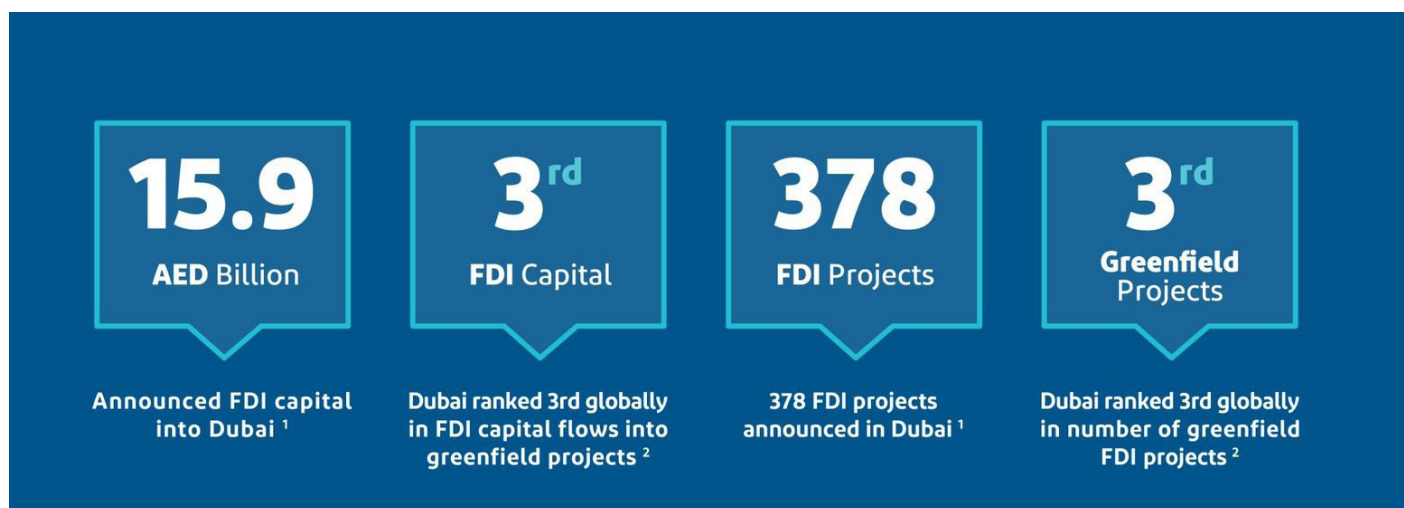 15.9
AED Billion
Announced FDI capital
into Dubai ¹
3rd
FDI Capital
Dubai ranked 3rd globally
in FDI capital flows into
greenfield projects ²
378
FDI Projects
378 FDI projects
announced in Dubai ¹
3rd
Greenfield
Projects
Dubai ranked 3rd globally
in number of greenfield
FDI projects ²